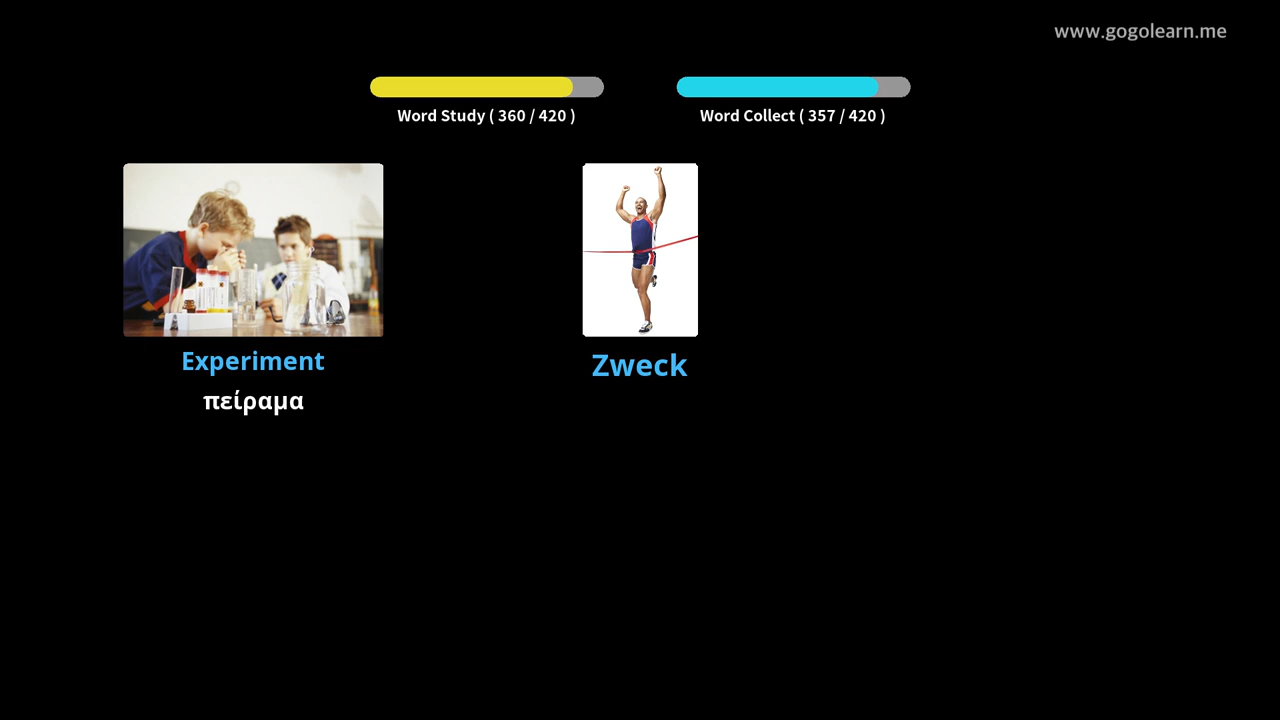 www.gogolearn.me
Word Study ( 360 / 420 )
Word Collect ( 357 / 420 )
Experiment
πείραμα
Zweck